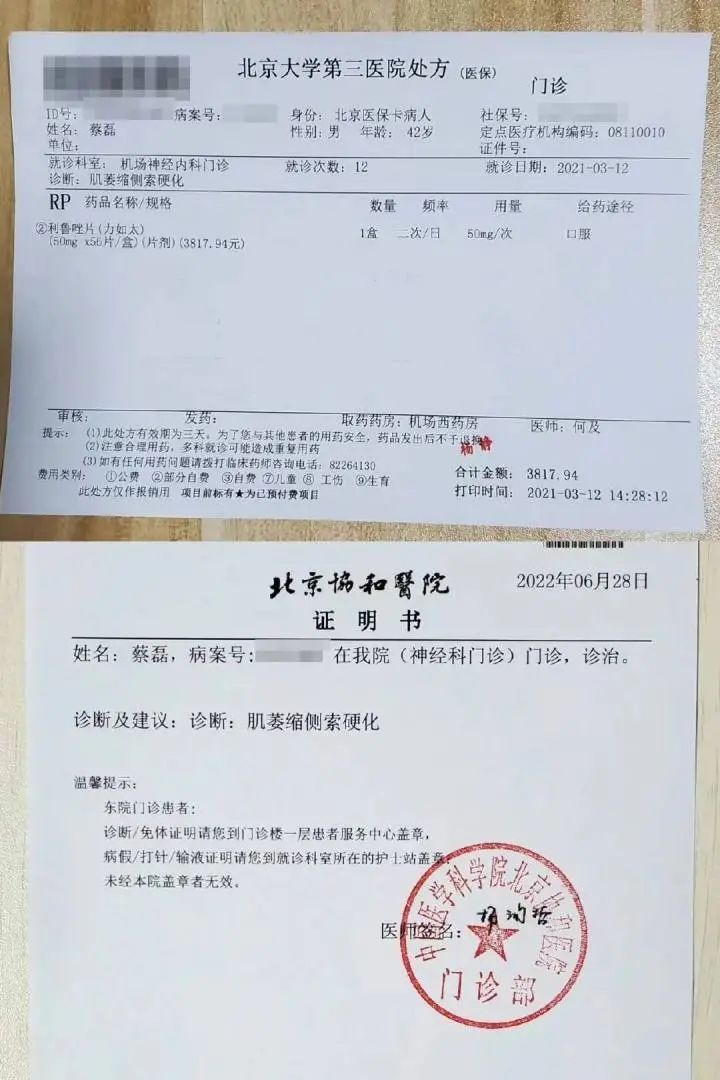 北京大学第三医院处方 (医保)
门诊
ID号: 病案号: 身份: 北京医保卡病人 社保号:
姓名: 蔡磊 性别: 男 年龄: 42岁 定点医疗机构编码: 08110010
单位: 证件号:
就诊科室: 机场神经内科门诊 就诊次数: 12 就诊日期: 2021-03-12
诊断: 肌萎缩侧索硬化
RP 药品名称/规格 数量 频率 用量 给药途径
②利鲁唑片(力如太) 1盒 二次/日 50mg/次 口服
(50mg x56片/盒)(片剂)(3817.94元)
审核: 发药: 取药药房: 机场西药房 医师: 何及
提示: (1)此处方有效期为三天。为了您与其他患者的用药安全, 药品发出后不予退换
(2)注意合理用药, 多科就诊可能造成重复用药
杨静
(3)如有任何用药问题请拨打临床药师咨询电话: 82264130
费用类别: ①公费 ②部分自费 ③自费 ⑦儿童 ⑧ 工伤 ⑨生育 合计金额: 3817.94
此处方仅作报销用 项目前标有★为已预付费项目 打印时间: 2021-03-12 14:28:12
北京協和醫院 2022年06月28日
证 明 书
姓名: 蔡磊, 病案号: 在我院 (神经科门诊) 门诊, 诊治。
诊断及建议: 诊断: 肌萎缩侧索硬化
温馨提示:
东院门诊患者:
诊断/免体证明请您到门诊楼一层患者服务中心盖章,
病假/打针/输液证明请您到就诊科室所在的护士站盖章,
未经本院盖章者无效。
医师签名:
中国医学科学院北京协和医院
门诊部